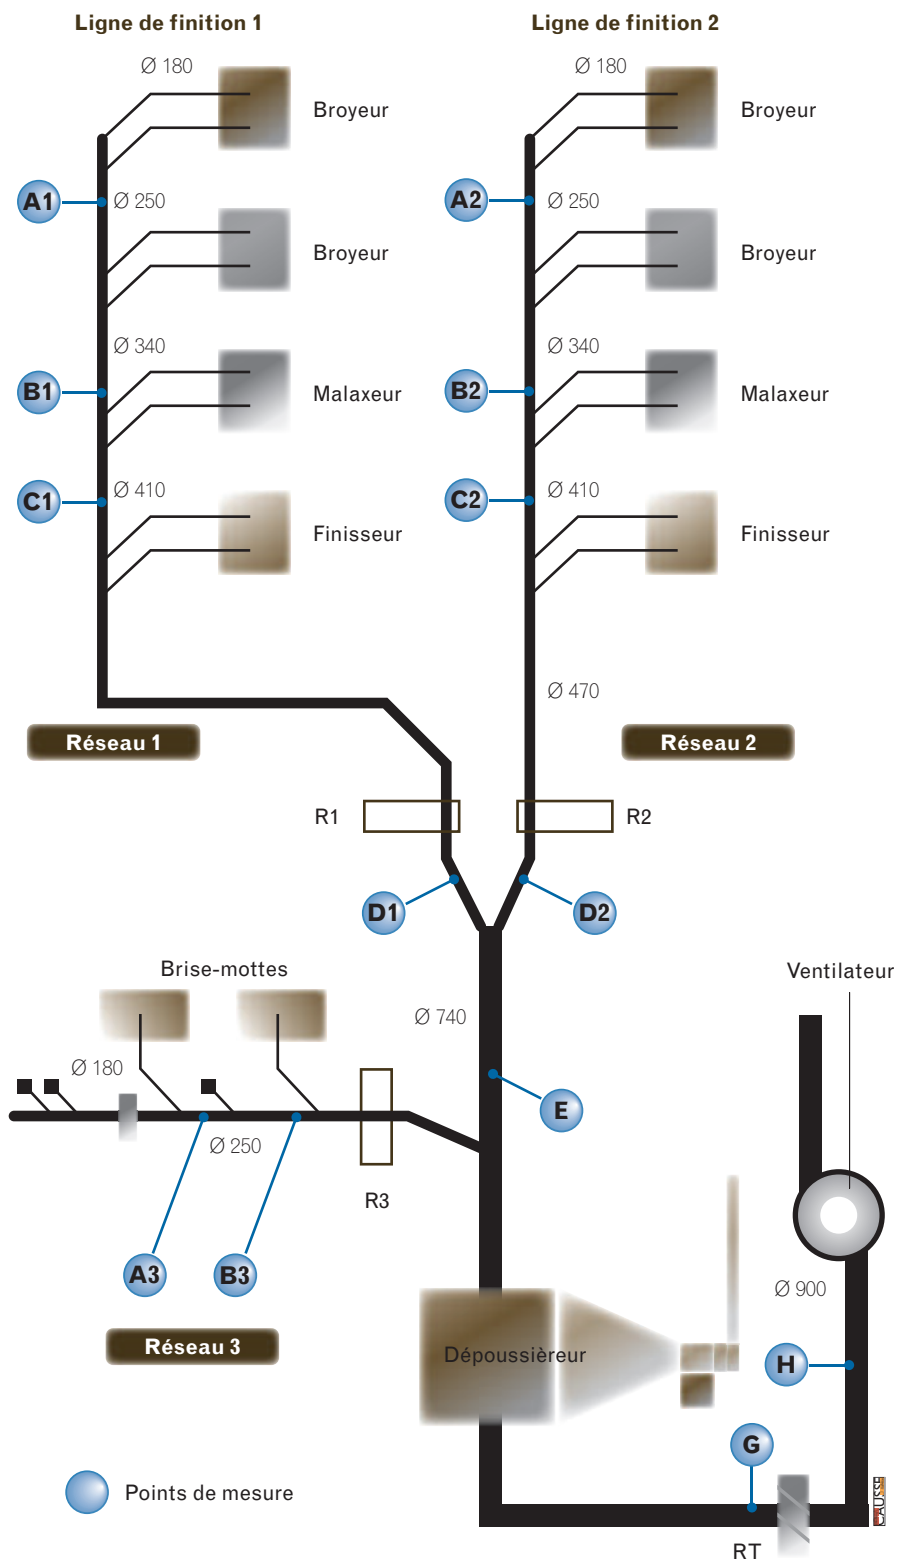 Ligne de finition 1
Ligne de finition 2
Ø 180
Ø 180
Broyeur
Broyeur
A1
Ø 250
A2
Ø 250
Broyeur
Broyeur
Ø 340
Ø 340
B1
Malaxeur
B2
Malaxeur
C1
Ø 410
C2
Ø 410
Finisseur
Finisseur
Ø 470
Réseau 1
Réseau 2
R1
R2
D1
D2
Brise-mottes
Ventilateur
Ø 740
Ø 180
E
Ø 250
R3
A3
B3
Ø 900
Réseau 3
Dépoussièreur
H
G
Points de mesure
CAUSSE
RT